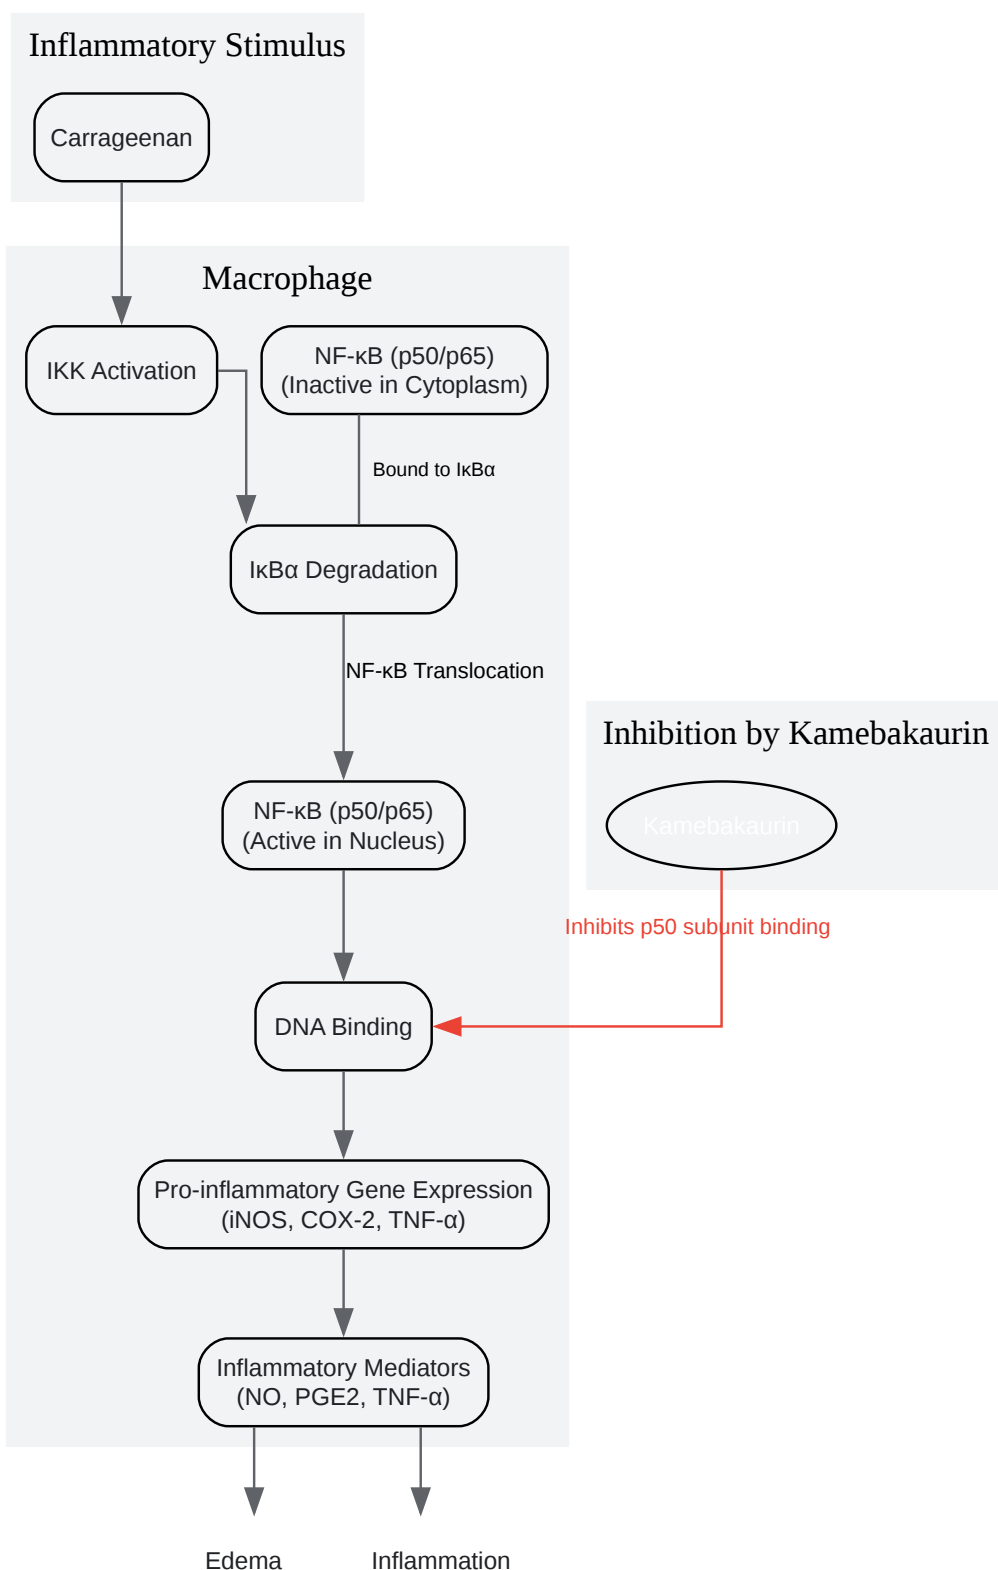 Inflammatory Stimulus
Carrageenan
Macrophage
IKK Activation
NF-κB (p50/p65)
(Inactive in Cytoplasm)
Bound to IκBα
IκBα Degradation
NF-κB Translocation
Inhibition by Kamebakaurin
NF-κB (p50/p65)
(Active in Nucleus)
Kamebakaurin
Inhibits p50 subunit binding
DNA Binding
Pro-inflammatory Gene Expression
(iNOS, COX-2, TNF-α)
Inflammatory Mediators
(NO, PGE2, TNF-α)
Edema
Inflammation